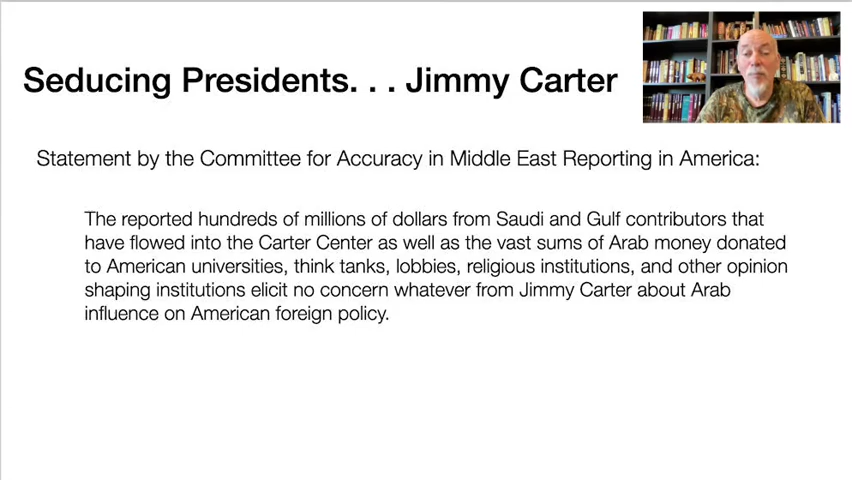 Seducing Presidents. . . Jimmy Carter
Statement by the Committee for Accuracy in Middle East Reporting in America:
The reported hundreds of millions of dollars from Saudi and Gulf contributors that
have flowed into the Carter Center as well as the vast sums of Arab money donated
to American universities, think tanks, lobbies, religious institutions, and other opinion
shaping institutions elicit no concern whatever from Jimmy Carter about Arab
influence on American foreign policy.